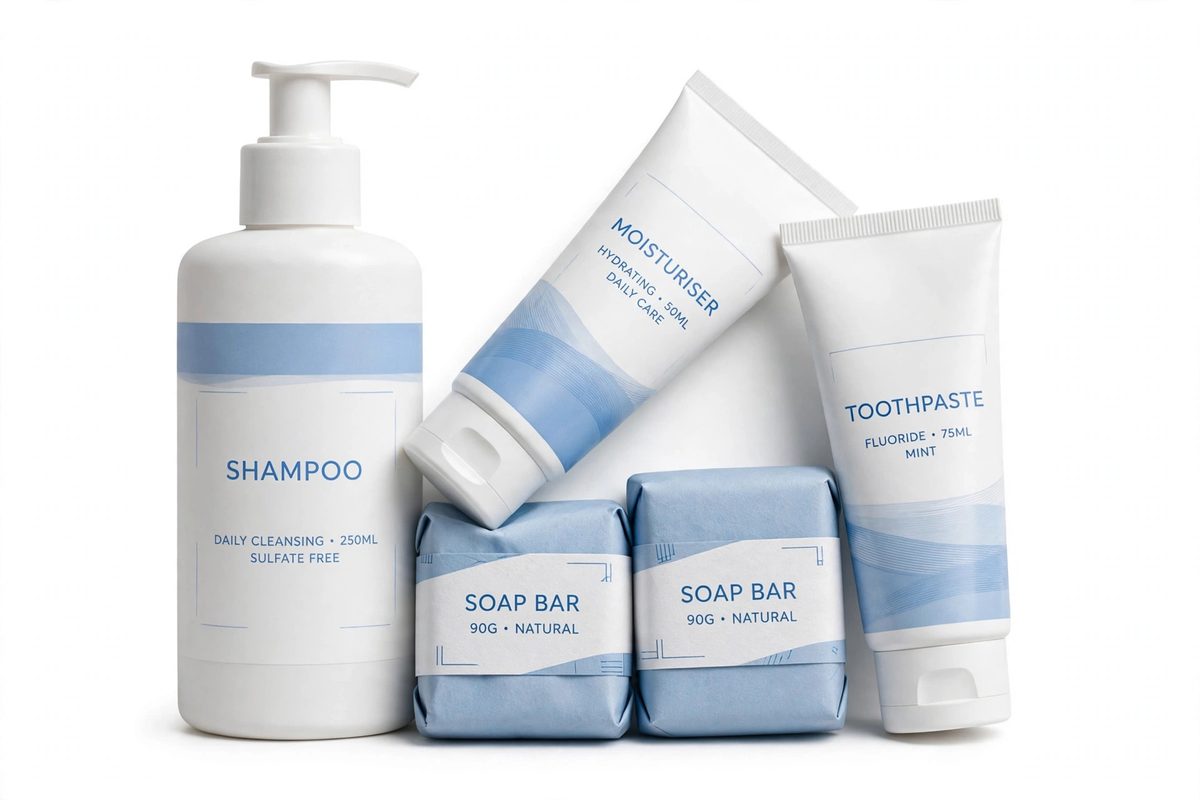 SHAMPOO
DAILY CLEANSING • 250ML
SULFATE FREE
MOISTURISER
HYDRATING • 50ML
DAILY CARE
TOOTHPASTE
FLUORIDE • 75ML
MINT
SOAP BAR
90G • NATURAL
SOAP BAR
90G • NATURAL